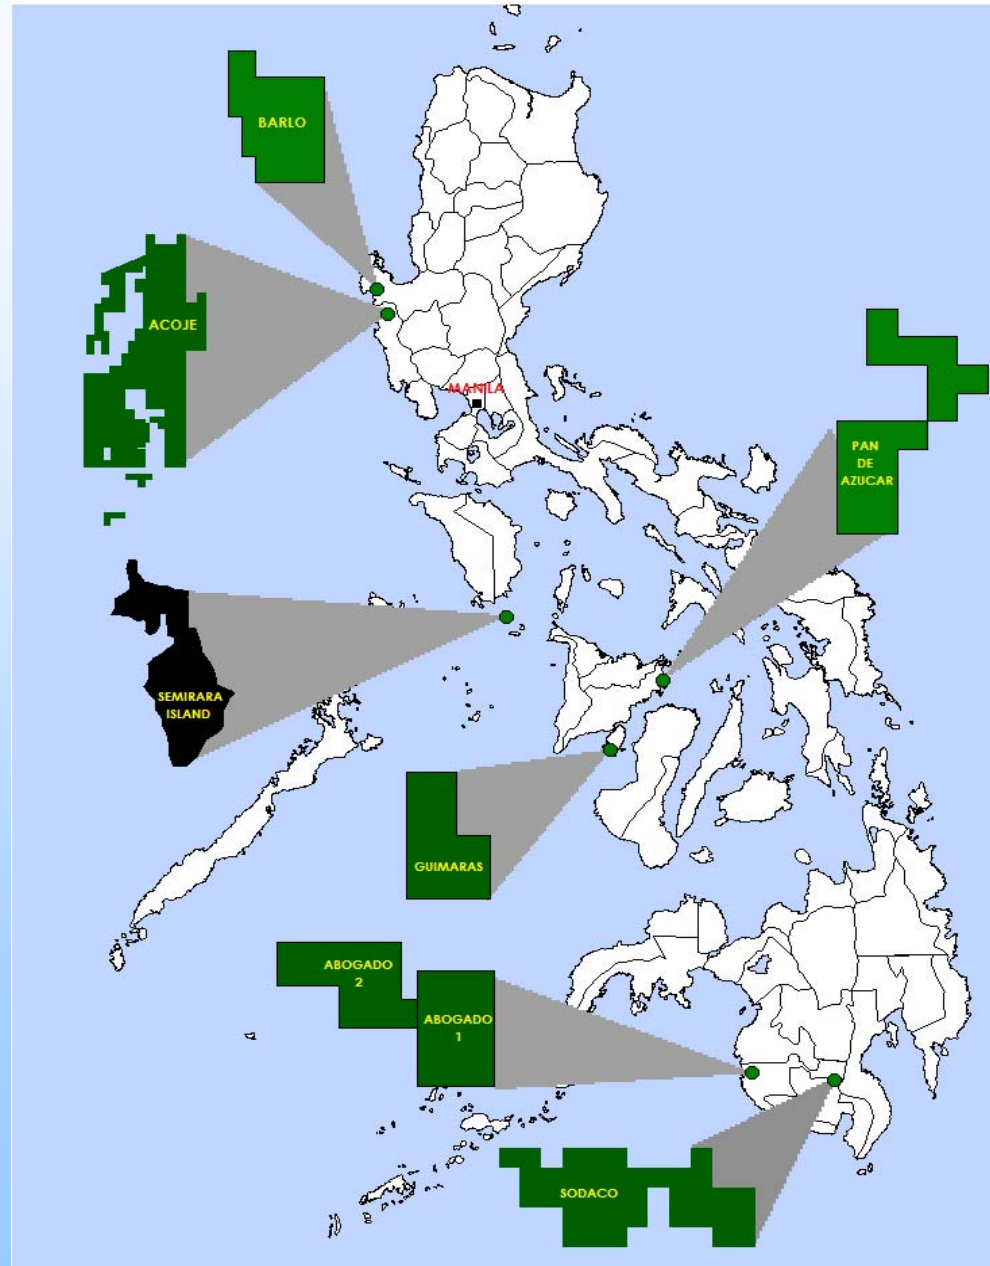 BARLO
ACOJE
MANILA
PAN
DE
AZUCAR
SEMIRARA
ISLAND
GUIMARAS
ABOGADO
2
ABOGADO
1
SODACO